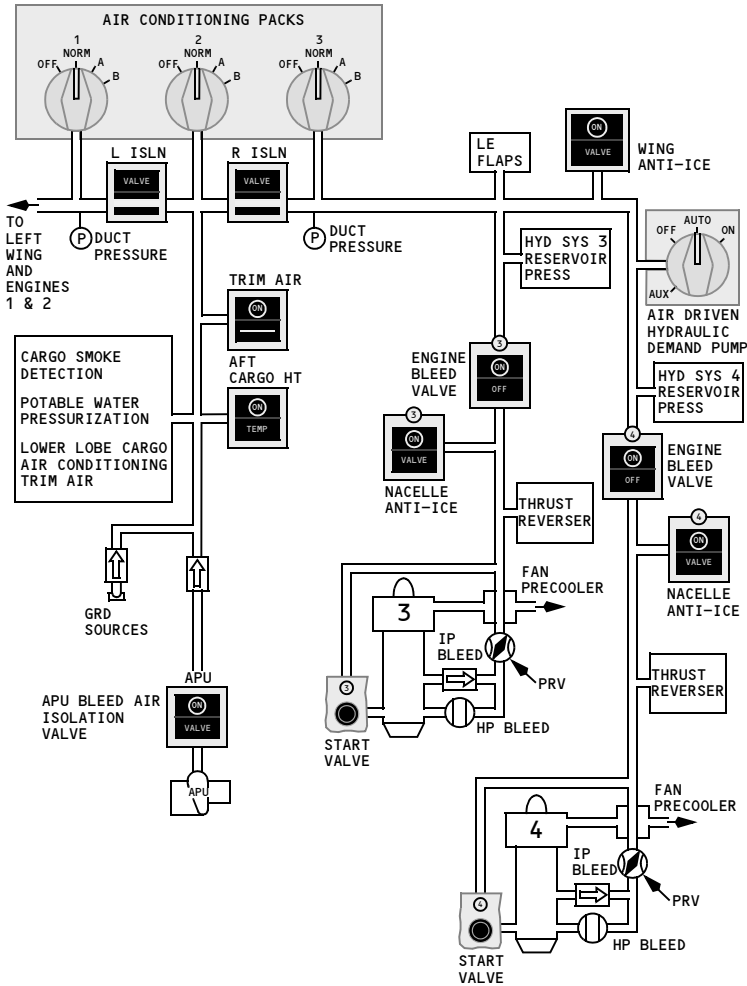 AIR CONDITIONING PACKS
1
NORM
OFF
A
B
2
NORM
OFF
A
B
3
NORM
OFF
A
B
L ISLN
VALVE
R ISLN
VALVE
LE
FLAPS
ON
VALVE
WING
ANTI-ICE
TO
LEFT
WING
AND
ENGINES
1 & 2
P
DUCT
PRESSURE
P
DUCT
PRESSURE
HYD SYS 3
RESERVOIR
PRESS
AUTO
OFF
ON
AUX
AIR DRIVEN
HYDRAULIC
DEMAND PUMP
TRIM AIR
ON
AFT
CARGO HT
ON
TEMP
CARGO SMOKE
DETECTION
POTABLE WATER
PRESSURIZATION
LOWER LOBE CARGO
AIR CONDITIONING
TRIM AIR
ENGINE
BLEED
VALVE
3
ON
OFF
HYD SYS 4
RESERVOIR
PRESS
3
ON
VALVE
NACELLE
ANTI-ICE
4
ON
OFF
ENGINE
BLEED
VALVE
THRUST
REVERSER
4
ON
VALVE
NACELLE
ANTI-ICE
GRD
SOURCES
FAN
PRECOOLER
3
IP
BLEED
PRV
3
HP BLEED
START
VALVE
THRUST
REVERSER
APU
APU BLEED AIR
ISOLATION
VALVE
ON
VALVE
APU
FAN
PRECOOLER
4
IP
BLEED
PRV
4
HP BLEED
START
VALVE